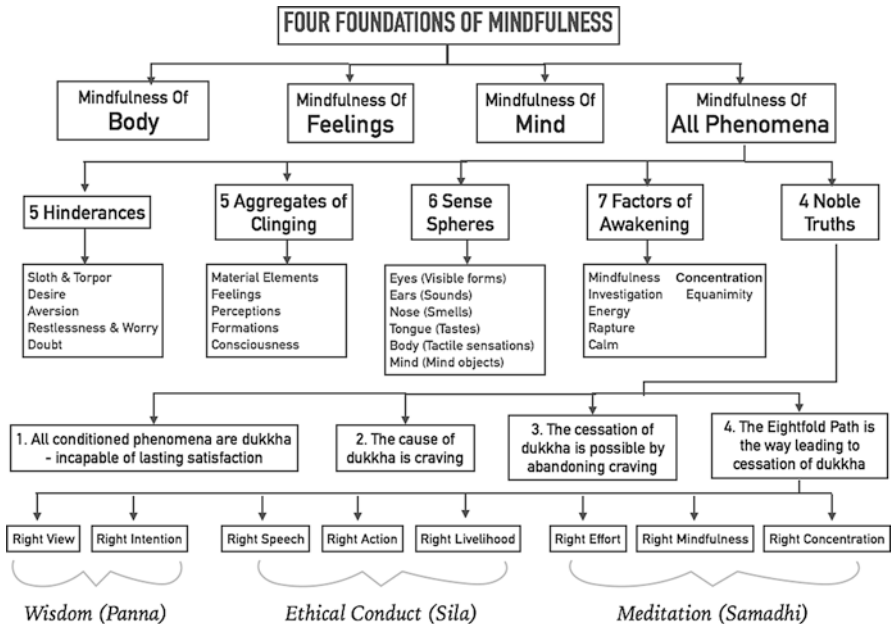 FOUR FOUNDATIONS OF MINDFULNESS
Mindfulness Of
Body
Mindfulness Of
Feelings
Mindfulness Of
Mind
Mindfulness Of
All Phenomena
5 Hinderances
5 Aggregates of
Clinging
6 Sense
Spheres
7 Factors of
Awakening
4 Noble
Truths
Sloth & Torpor
Desire
Aversion
Restlessness & Worry
Doubt
Material Elements
Feelings
Perceptions
Formations
Consciousness
Eyes (Visible forms)
Ears (Sounds)
Nose (Smells)
Tongue (Tastes)
Body (Tactile sensations)
Mind (Mind objects)
Mindfulness Concentration
Investigation Equanimity
Energy
Rapture
Calm
1. All conditioned phenomena are dukkha
- incapable of lasting satisfaction
2. The cause of
dukkha is craving
3. The cessation of
dukkha is possible by
abandoning craving
4. The Eightfold Path is
the way leading to
cessation of dukkha
Right View
Right Intention
Right Speech
Right Action
Right Livelihood
Right Effort
Right Mindfulness
Right Concentration
Wisdom (Panna)
Ethical Conduct (Sila)
Meditation (Samadhi)